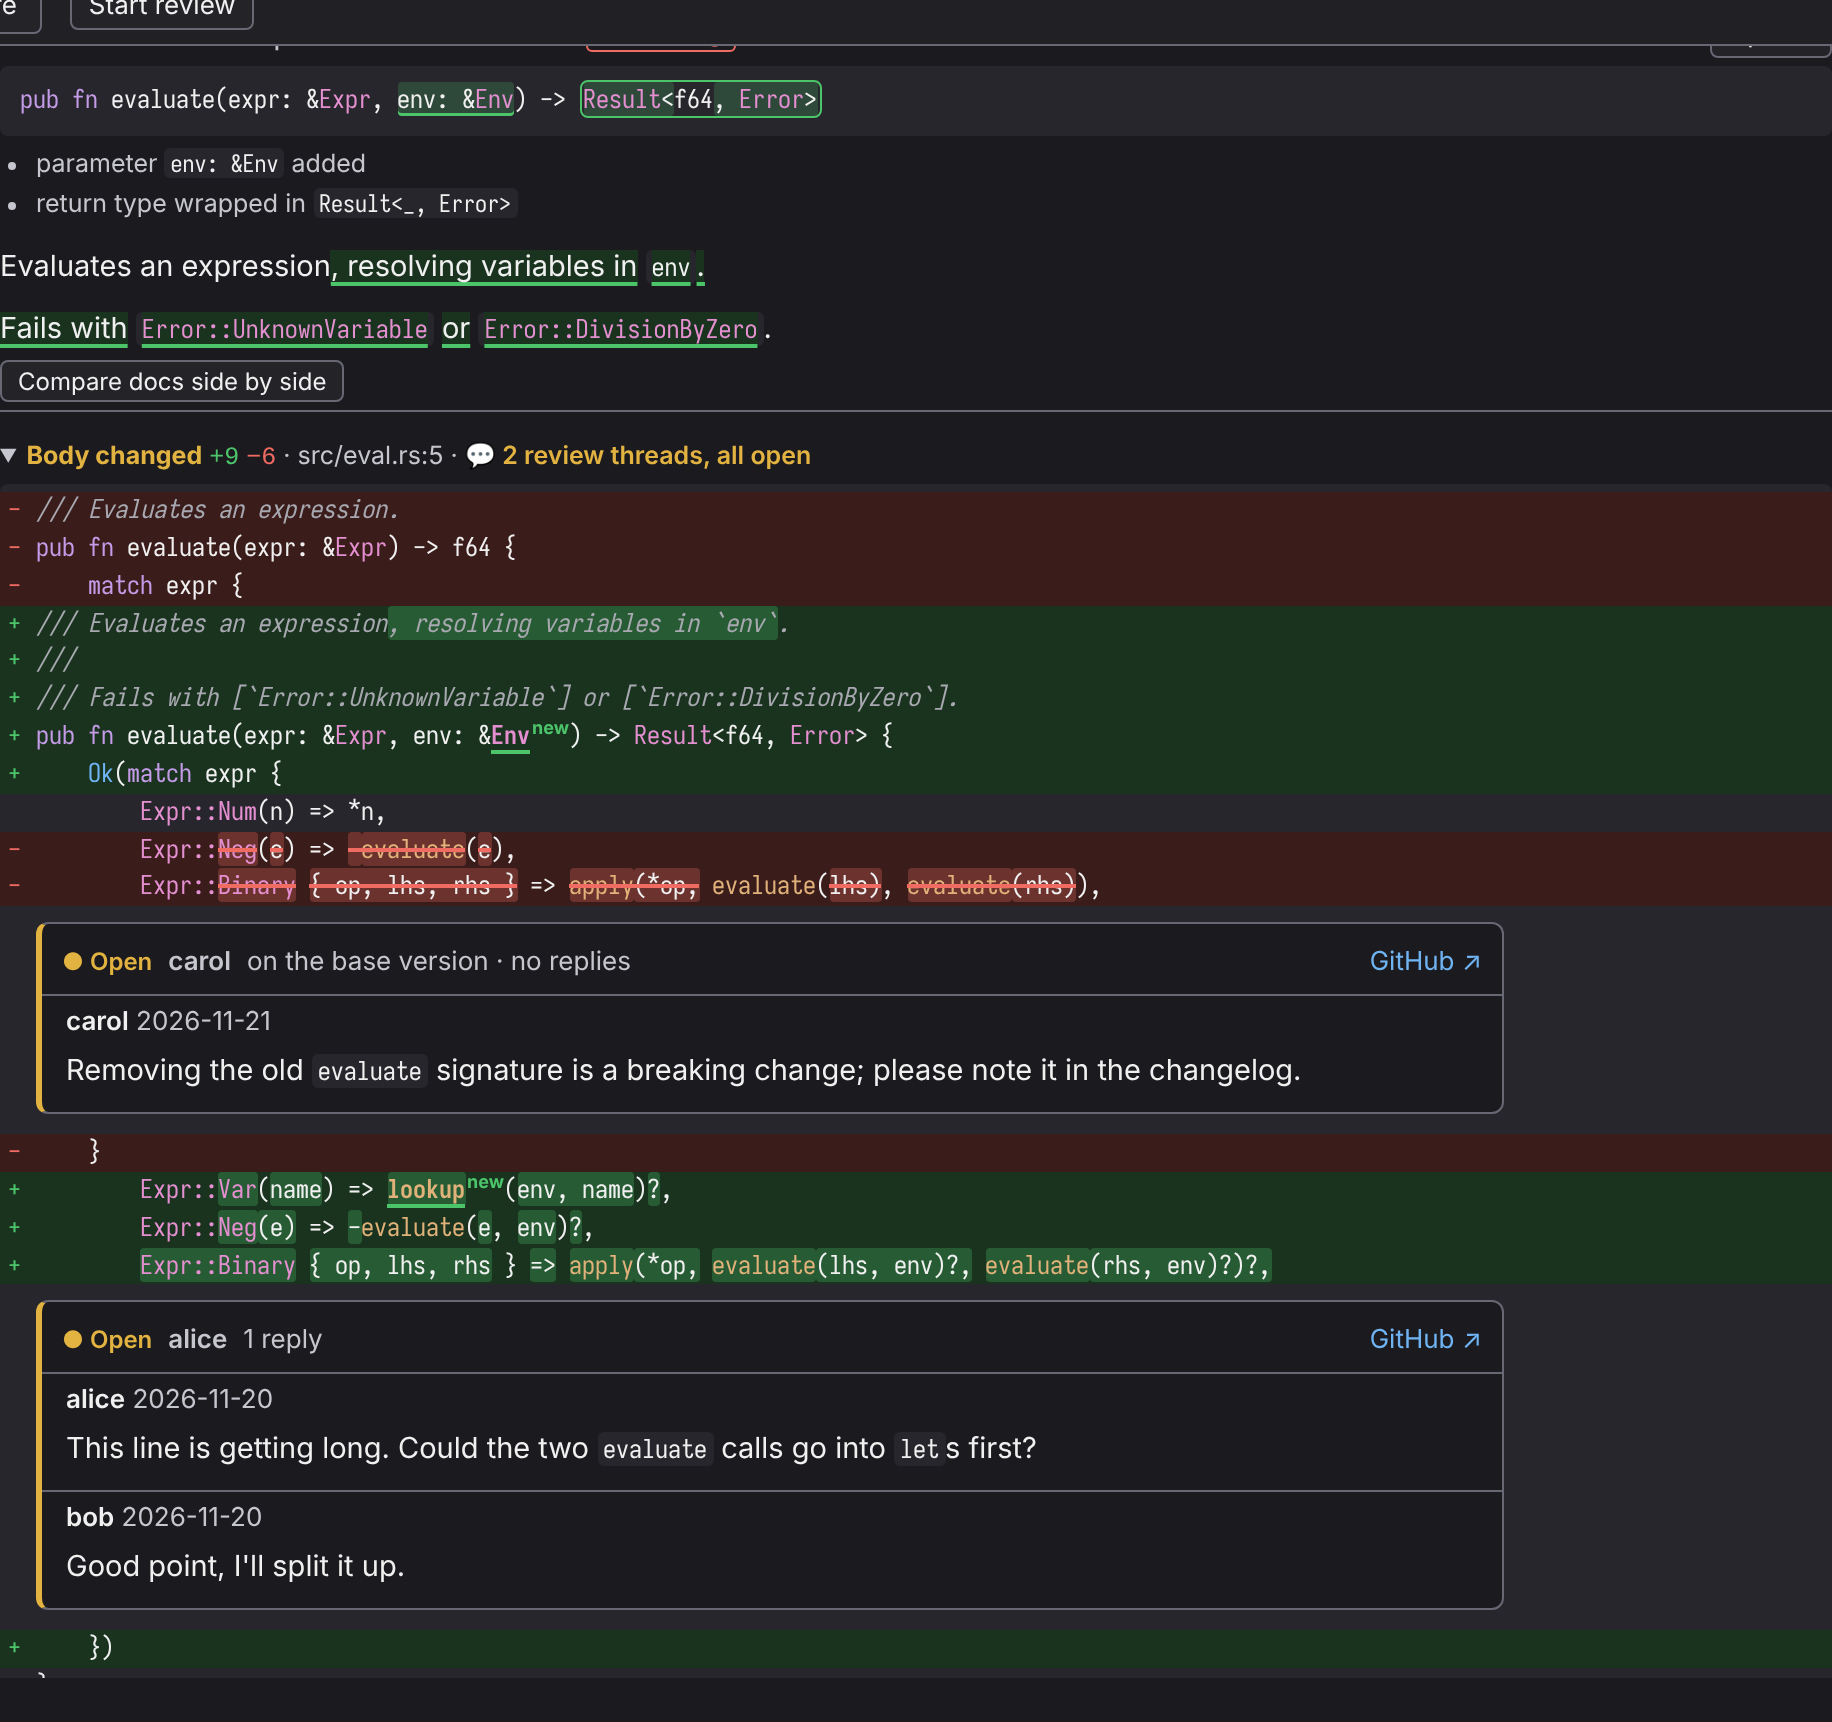 Start review
pub fn evaluate(expr: &Expr, env: &Env) -> Result<f64, Error>
• parameter env: &Env added
• return type wrapped in Result<_, Error>
Evaluates an expression, resolving variables in env.
Fails with Error::UnknownVariable or Error::DivisionByZero.
Compare docs side by side
▼ Body changed +9 −6 · src/eval.rs:5 · 💬 2 review threads, all open
− /// Evaluates an expression.
− pub fn evaluate(expr: &Expr) -> f64 {
−     match expr {
+ /// Evaluates an expression, resolving variables in `env`.
+ ///
+ /// Fails with [`Error::UnknownVariable`] or [`Error::DivisionByZero`].
+ pub fn evaluate(expr: &Expr, env: &Env new) -> Result<f64, Error> {
+     Ok(match expr {
        Expr::Num(n) => *n,
−         Expr::Neg(e) => -evaluate(e),
−         Expr::Binary { op, lhs, rhs } => apply(*op, evaluate(lhs), evaluate(rhs)),
Open carol on the base version · no replies GitHub ↗
carol 2026-11-21
Removing the old evaluate signature is a breaking change; please note it in the changelog.
−     }
+         Expr::Var(name) => lookup new(env, name)?,
+         Expr::Neg(e) => -evaluate(e, env)?,
+         Expr::Binary { op, lhs, rhs } => apply(*op, evaluate(lhs, env)?, evaluate(rhs, env)?)?,
Open alice 1 reply GitHub ↗
alice 2026-11-20
This line is getting long. Could the two evaluate calls go into lets first?
bob 2026-11-20
Good point, I'll split it up.
+     })